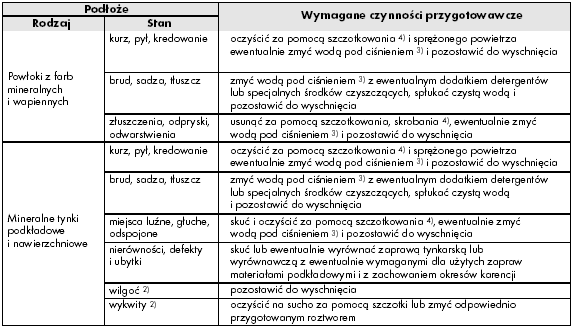 Podłoże
Wymagane czynności przygotowawcze
Rodzaj
Stan
Powłoki z farb
mineralnych
i wapiennych
kurz, pył, kredowanie
oczyścić za pomocą szczotkowania 4) i sprężonego powietrza
ewentualnie zmyć wodą pod ciśnieniem 3) i pozostawić do wyschnięcia
brud, sadza, tłuszcz
zmyć wodą pod ciśnieniem 3) z ewentualnym dodatkiem detergentów
lub specjalnych środków czyszczących, spłukać czystą wodą i
pozostawić do wyschnięcia
złuszczenia, odpryski,
odwarstwienia
usunąć za pomocą szczotkowania, skrobania 4), ewentualnie zmyć
wodą pod ciśnieniem 3) i pozostawić do wyschnięcia
Mineralne tynki
podkładowe
i nawierzchniowe
kurz, pył, kredowanie
oczyścić za pomocą szczotkowania 4) i sprężonego powietrza
ewentualnie zmyć wodą pod ciśnieniem 3) i pozostawić do wyschnięcia
brud, sadza, tłuszcz
zmyć wodą pod ciśnieniem 3) z ewentualnym dodatkiem detergentów
lub specjalnych środków czyszczących, spłukać czystą wodą
i pozostawić do wyschnięcia
miejsca luźne, głuche,
odspojone
skuć i oczyścić za pomocą szczotkowania 4), ewentualnie zmyć
wodą pod ciśnieniem 3) i pozostawić do wyschnięcia
nierówności, defekty
i ubytki
skuć lub ewentualnie wyrównać zaprawą tynkarską lub
wyrównawczą z ewentualnie wymaganymi dla użytych zapraw
materiałami podkładowymi i z zachowaniem okresów karencji
wilgoć 2)
pozostawić do wyschnięcia
wykwity 2)
oczyścić na sucho za pomocą szczotki lub zmyć odpowiednio
przygotowanym roztworem